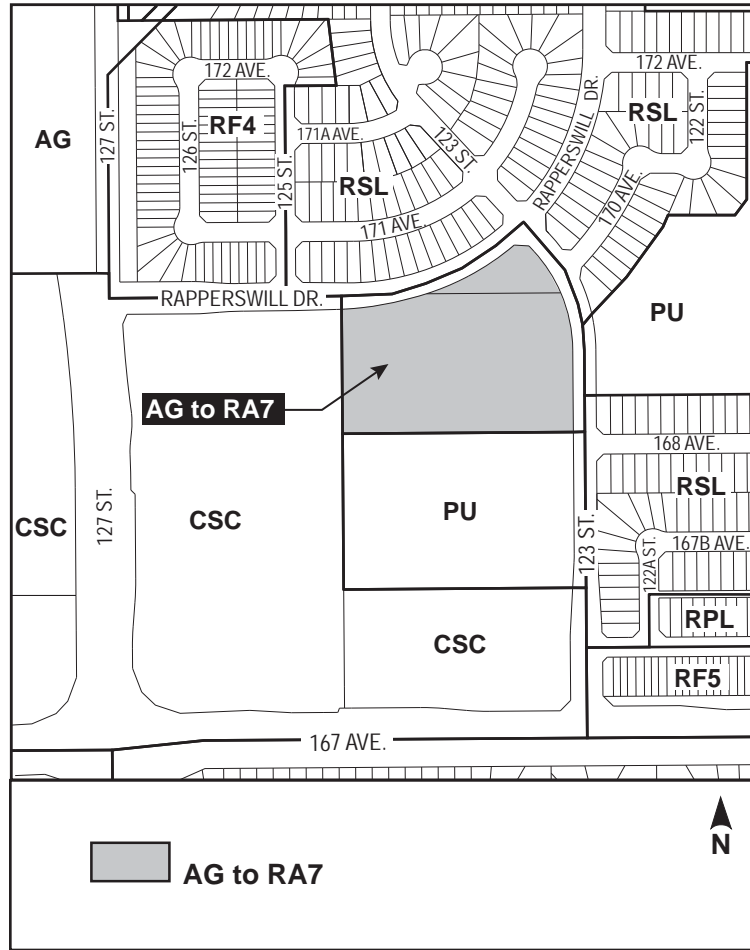 172 AVE.
172 AVE.
AG
127 ST.
126 ST.
RF4
125 ST.
171A AVE.
123 ST.
RSL
RAPPERSWILL DR.
RSL
122 ST.
171 AVE.
170 AVE.
RAPPERSWILL DR.
PU
AG to RA7
168 AVE.
RSL
CSC
127 ST.
CSC
PU
123 ST.
122A ST.
167B AVE.
RPL
CSC
RF5
167 AVE.
N
AG to RA7